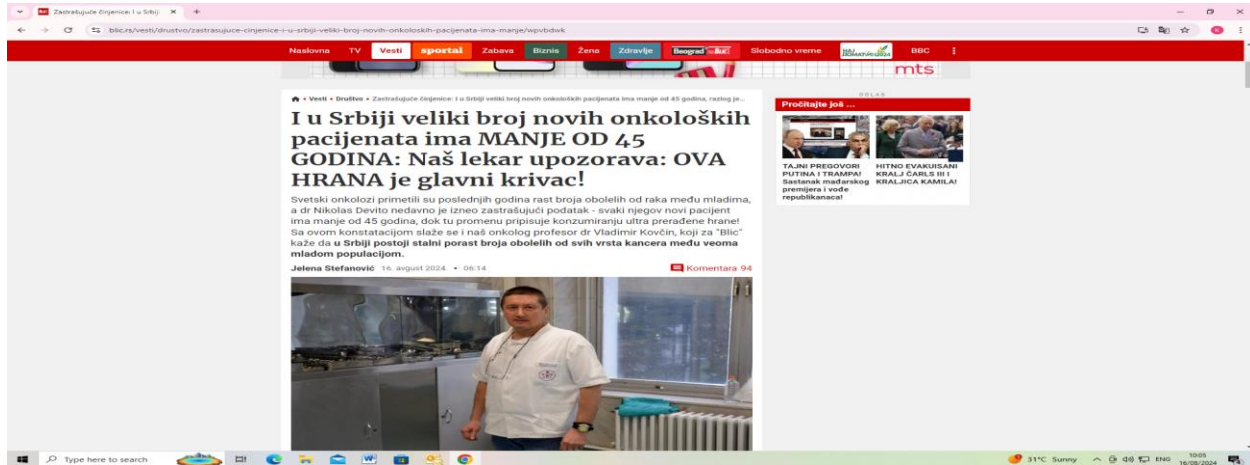 Zastrašujuće činjenice: I u Srbiji
blic.rs/vesti/drustvo/zastrasujuce-cinjenice-i-u-srbiji-veliki-broj-novih-onkoloskih-pacijenata-ima-manje/wpvbdwk
Naslovna TV Vesti sportal Zabava Biznis Žena Zdravlje Beograd Blic Slobodno vreme BBC
mts
Vesti • Društvo • Zastrašujuće činjenice: I u Srbiji veliki broj novih onkoloških pacijenata ima manje od 45 godina, razlog je...
I u Srbiji veliki broj novih onkoloških
pacijenata ima MANJE OD 45
GODINA: Naš lekar upozorava: OVA
HRANA je glavni krivac!
Svetski onkolozi primetili su poslednjih godina rast broja obolelih od raka među mladima,
a dr Nikolas Devito nedavno je izneo zastrašujući podatak - svaki njegov novi pacijent
ima manje od 45 godina, dok tu promenu pripisuje konzumiranju ultra prerađene hrane!
Sa ovom konstatacijom slaže se i naš onkolog profesor dr Vladimir Kovčin, koji za "Blic"
kaže da u Srbiji postoji stalni porast broja obolelih od svih vrsta kancera među veoma
mladom populacijom.
Jelena Stefanović 16. avgust 2024. • 06:14
Komentara 94
OGLAS
Pročitajte još ...
TAJNI PREGOVORI
PUTINA I TRAMPA!
Sastanak mađarskog
premijera i vođe
republikanaca!
HITNO EVAKUISANI
KRALJ ČARLS III I
KRALJICA KAMILA!
Type here to search
31°C Sunny
ENG
10:05
16/08/2024